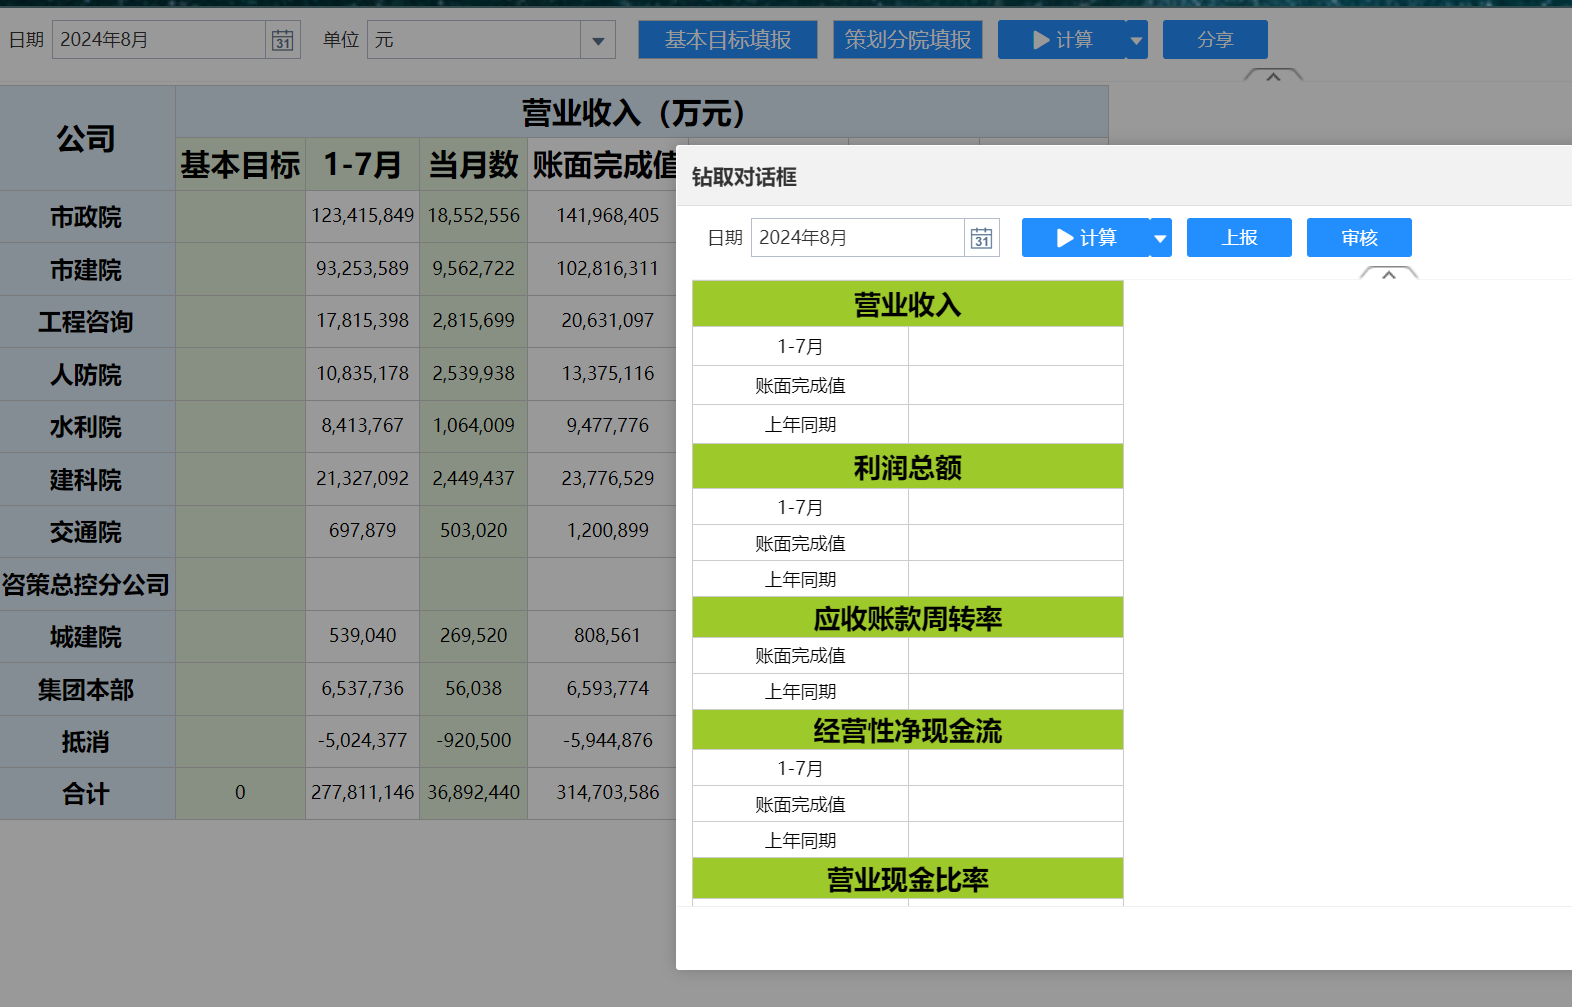 日期 2024年8月 31 单位 元 基本目标填报 策划分院填报 计算 分享
公司 营业收入（万元）
基本目标 1-7月 当月数 账面完成值
市政院 123,415,849 18,552,556 141,968,405
市建院 93,253,589 9,562,722 102,816,311
工程咨询 17,815,398 2,815,699 20,631,097
人防院 10,835,178 2,539,938 13,375,116
水利院 8,413,767 1,064,009 9,477,776
建科院 21,327,092 2,449,437 23,776,529
交通院 697,879 503,020 1,200,899
咨策总控分公司
城建院 539,040 269,520 808,561
集团本部 6,537,736 56,038 6,593,774
抵消 -5,024,377 -920,500 -5,944,876
合计 0 277,811,146 36,892,440 314,703,586
钻取对话框
日期 2024年8月 31 计算 上报 审核
营业收入
1-7月
账面完成值
上年同期
利润总额
1-7月
账面完成值
上年同期
应收账款周转率
账面完成值
上年同期
经营性净现金流
1-7月
账面完成值
上年同期
营业现金比率